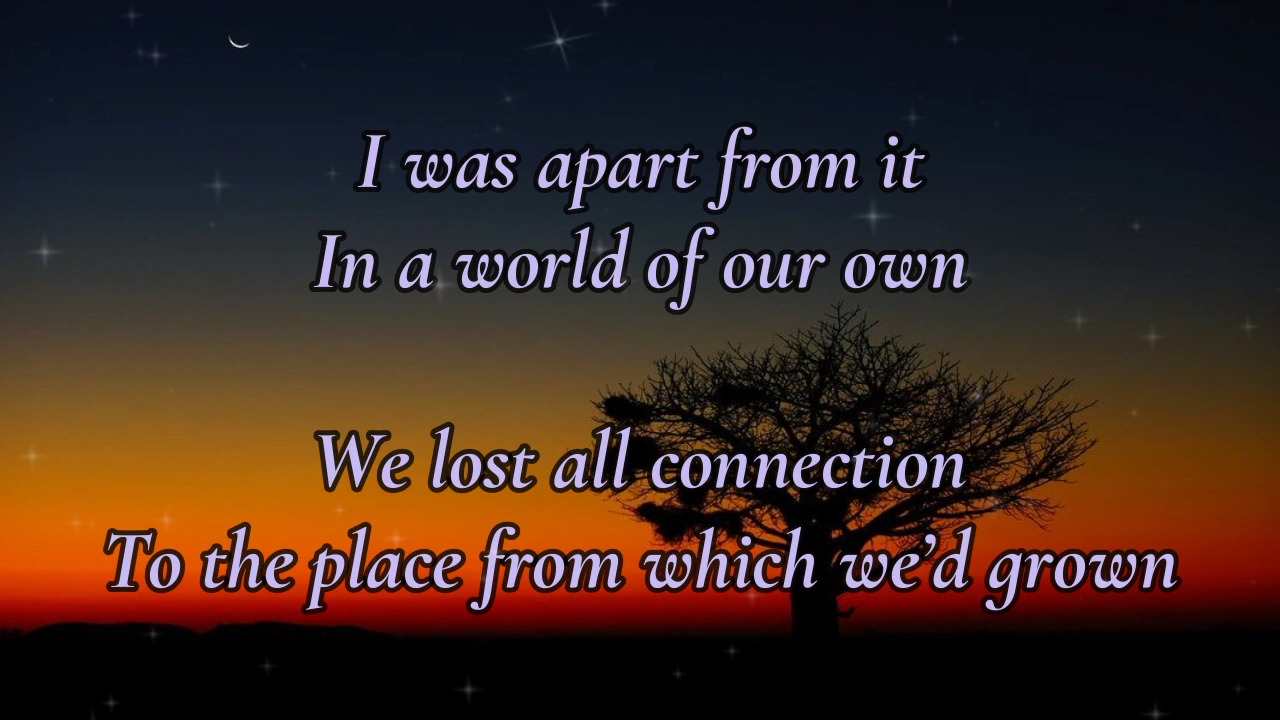 I was apart from it
In a world of our own
We lost all connection
To the place from which we’d grown